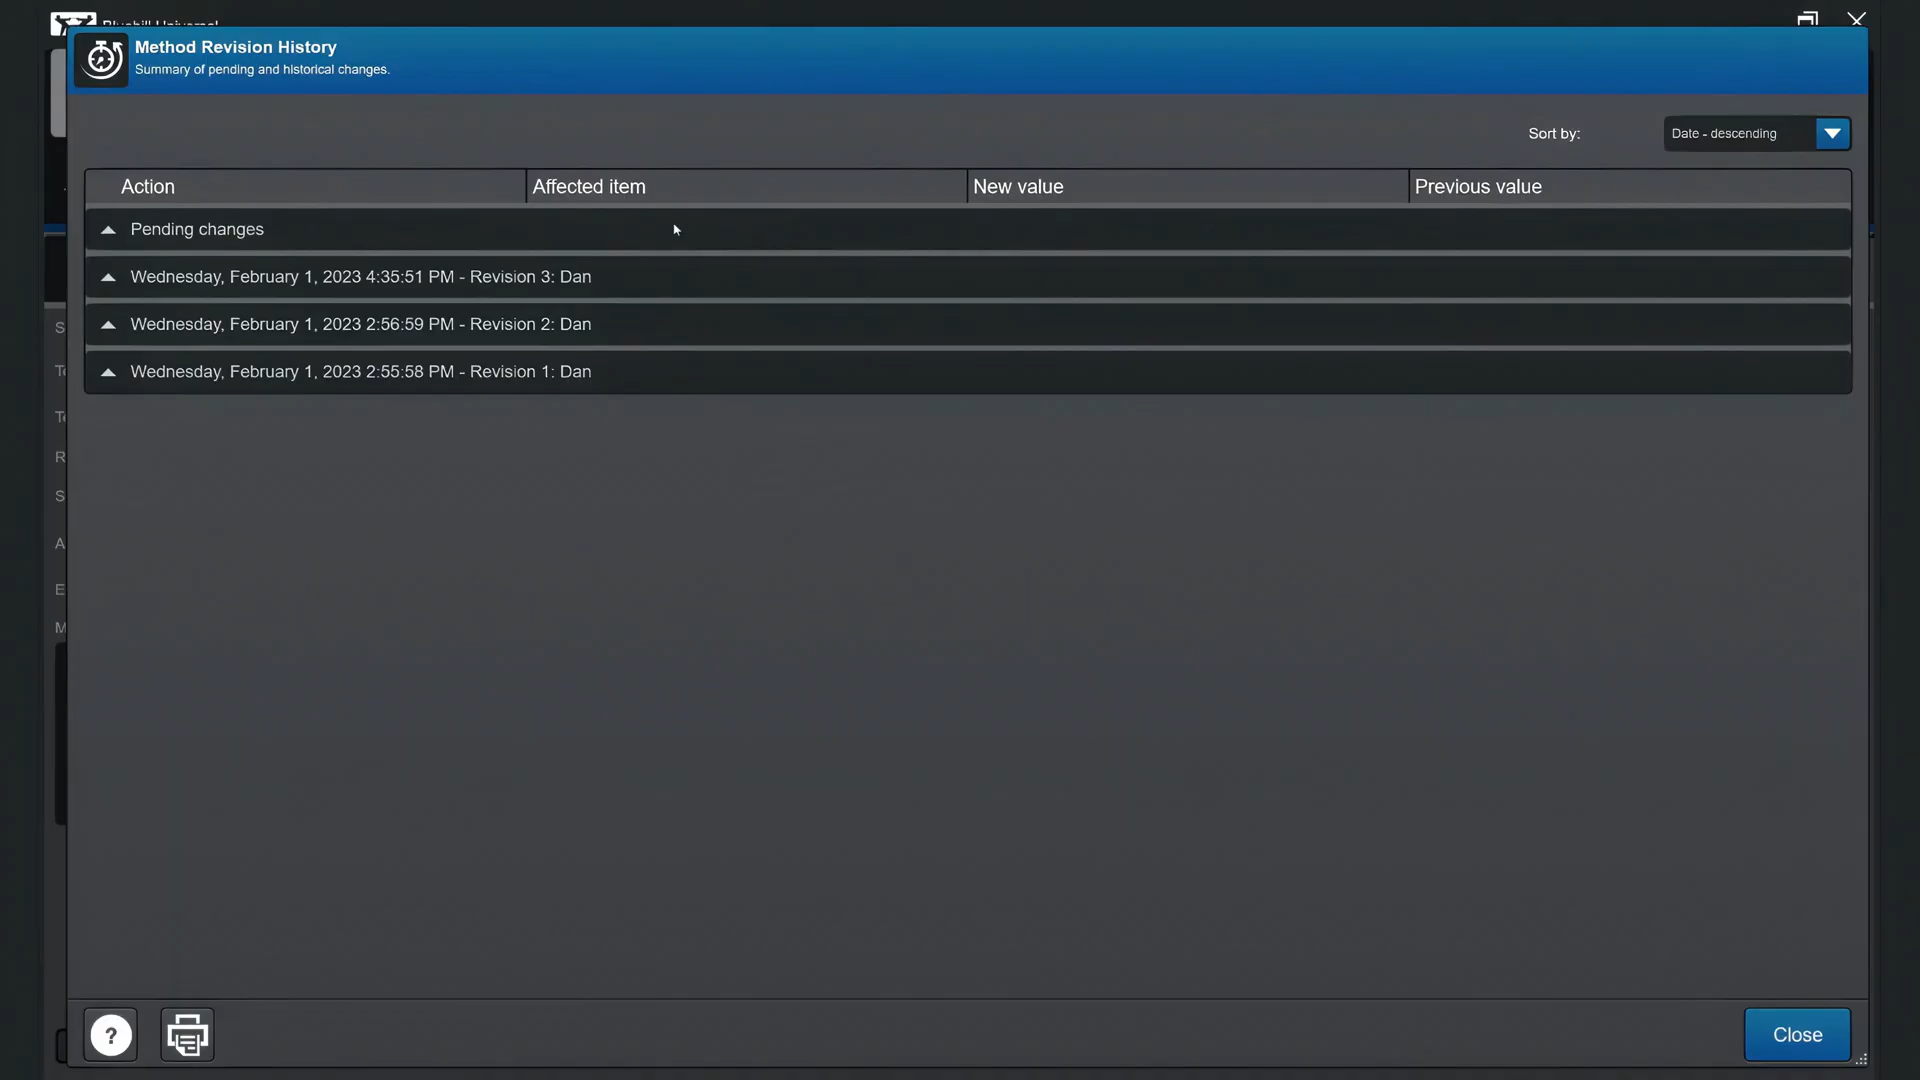 Method Revision History
Summary of pending and historical changes.
Sort by: Date - descending
Action Affected item New value Previous value
Pending changes
Wednesday, February 1, 2023 4:35:51 PM - Revision 3: Dan
Wednesday, February 1, 2023 2:56:59 PM - Revision 2: Dan
Wednesday, February 1, 2023 2:55:58 PM - Revision 1: Dan
S
Te
Te
R
S
A
E
M
?
Close